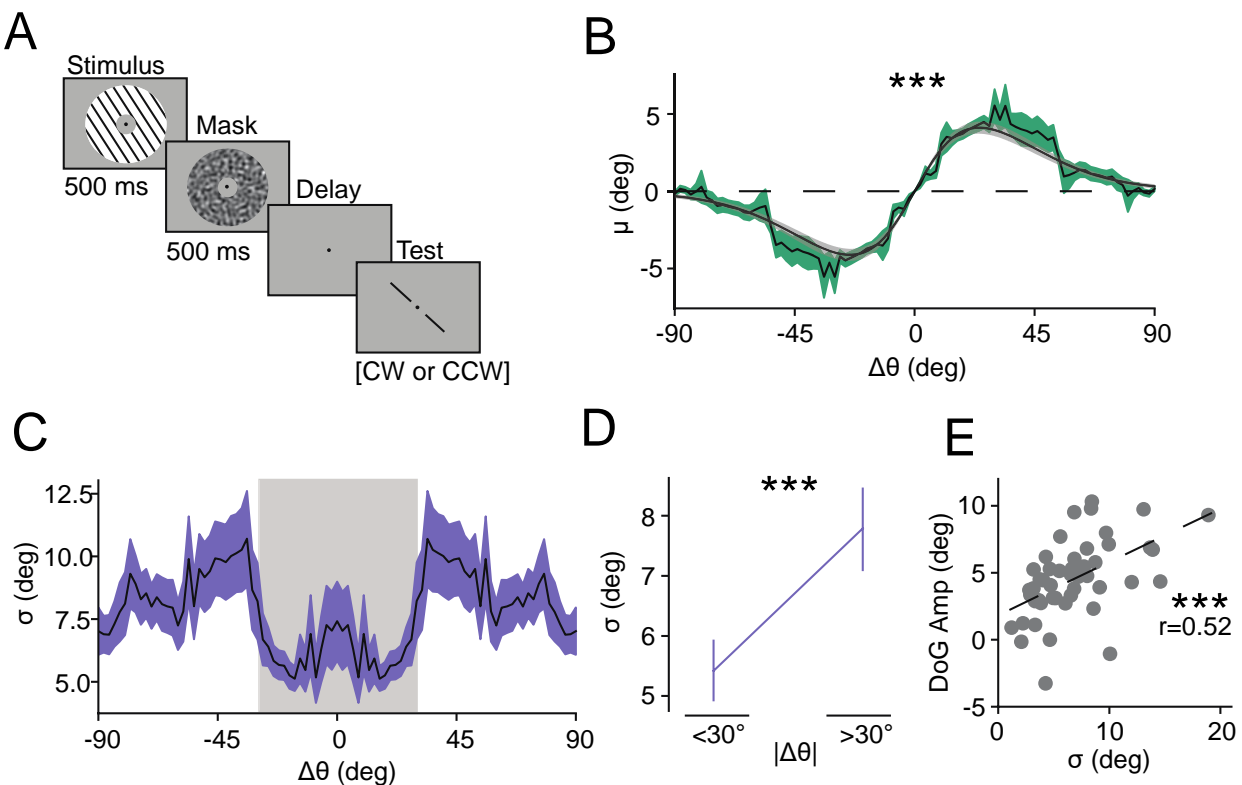 A
Stimulus
500 ms
Mask
500 ms
Delay
Test
[CW or CCW]
B
***
μ (deg)
5
0
-5
-90
-45
0
45
90
Δθ (deg)
C
σ (deg)
12.5
10.0
7.5
5.0
-90
-45
0
45
90
Δθ (deg)
D
***
σ (deg)
8
7
6
5
<30°
>30°
|Δθ|
E
DoG Amp (deg)
10
5
0
-5
***
r=0.52
0
10
20
σ (deg)